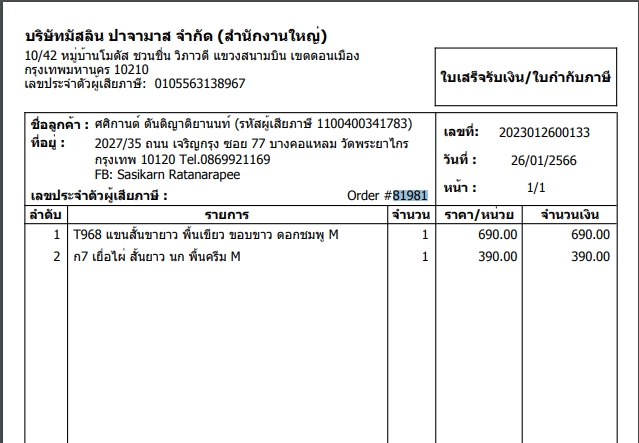 บริษัทมัสลิน ปาจามาส จำกัด (สำนักงานใหญ่)
10/42 หมู่บ้านโมดัส ชวนชื่น วิภาวดี แขวงสนามบิน เขตดอนเมือง
กรุงเทพมหานคร 10210
เลขประจำตัวผู้เสียภาษี: 0105563138967
ใบเสร็จรับเงิน/ใบกำกับภาษี
ชื่อลูกค้า : ศศิกานต์ ตันติญาดิยานนท์ (รหัสผู้เสียภาษี 1100400341783)
ที่อยู่ : 2027/35 ถนน เจริญกรุง ซอย 77 บางคอแหลม วัดพระยาไกร
กรุงเทพ 10120 Tel.0869921169
FB: Sasikarn Ratanarapee
เลขประจำตัวผู้เสียภาษี : Order #81981
เลขที่: 2023012600133
วันที่ : 26/01/2566
หน้า : 1/1
ลำดับ รายการ จำนวน ราคา/หน่วย จำนวนเงิน
1 T968 แขนสั้นขายาว พื้นเขียว ขอบขาว ดอกชมพู M 1 690.00 690.00
2 ก7 เยื่อไผ่ สั้นยาว นก พื้นครีม M 1 390.00 390.00